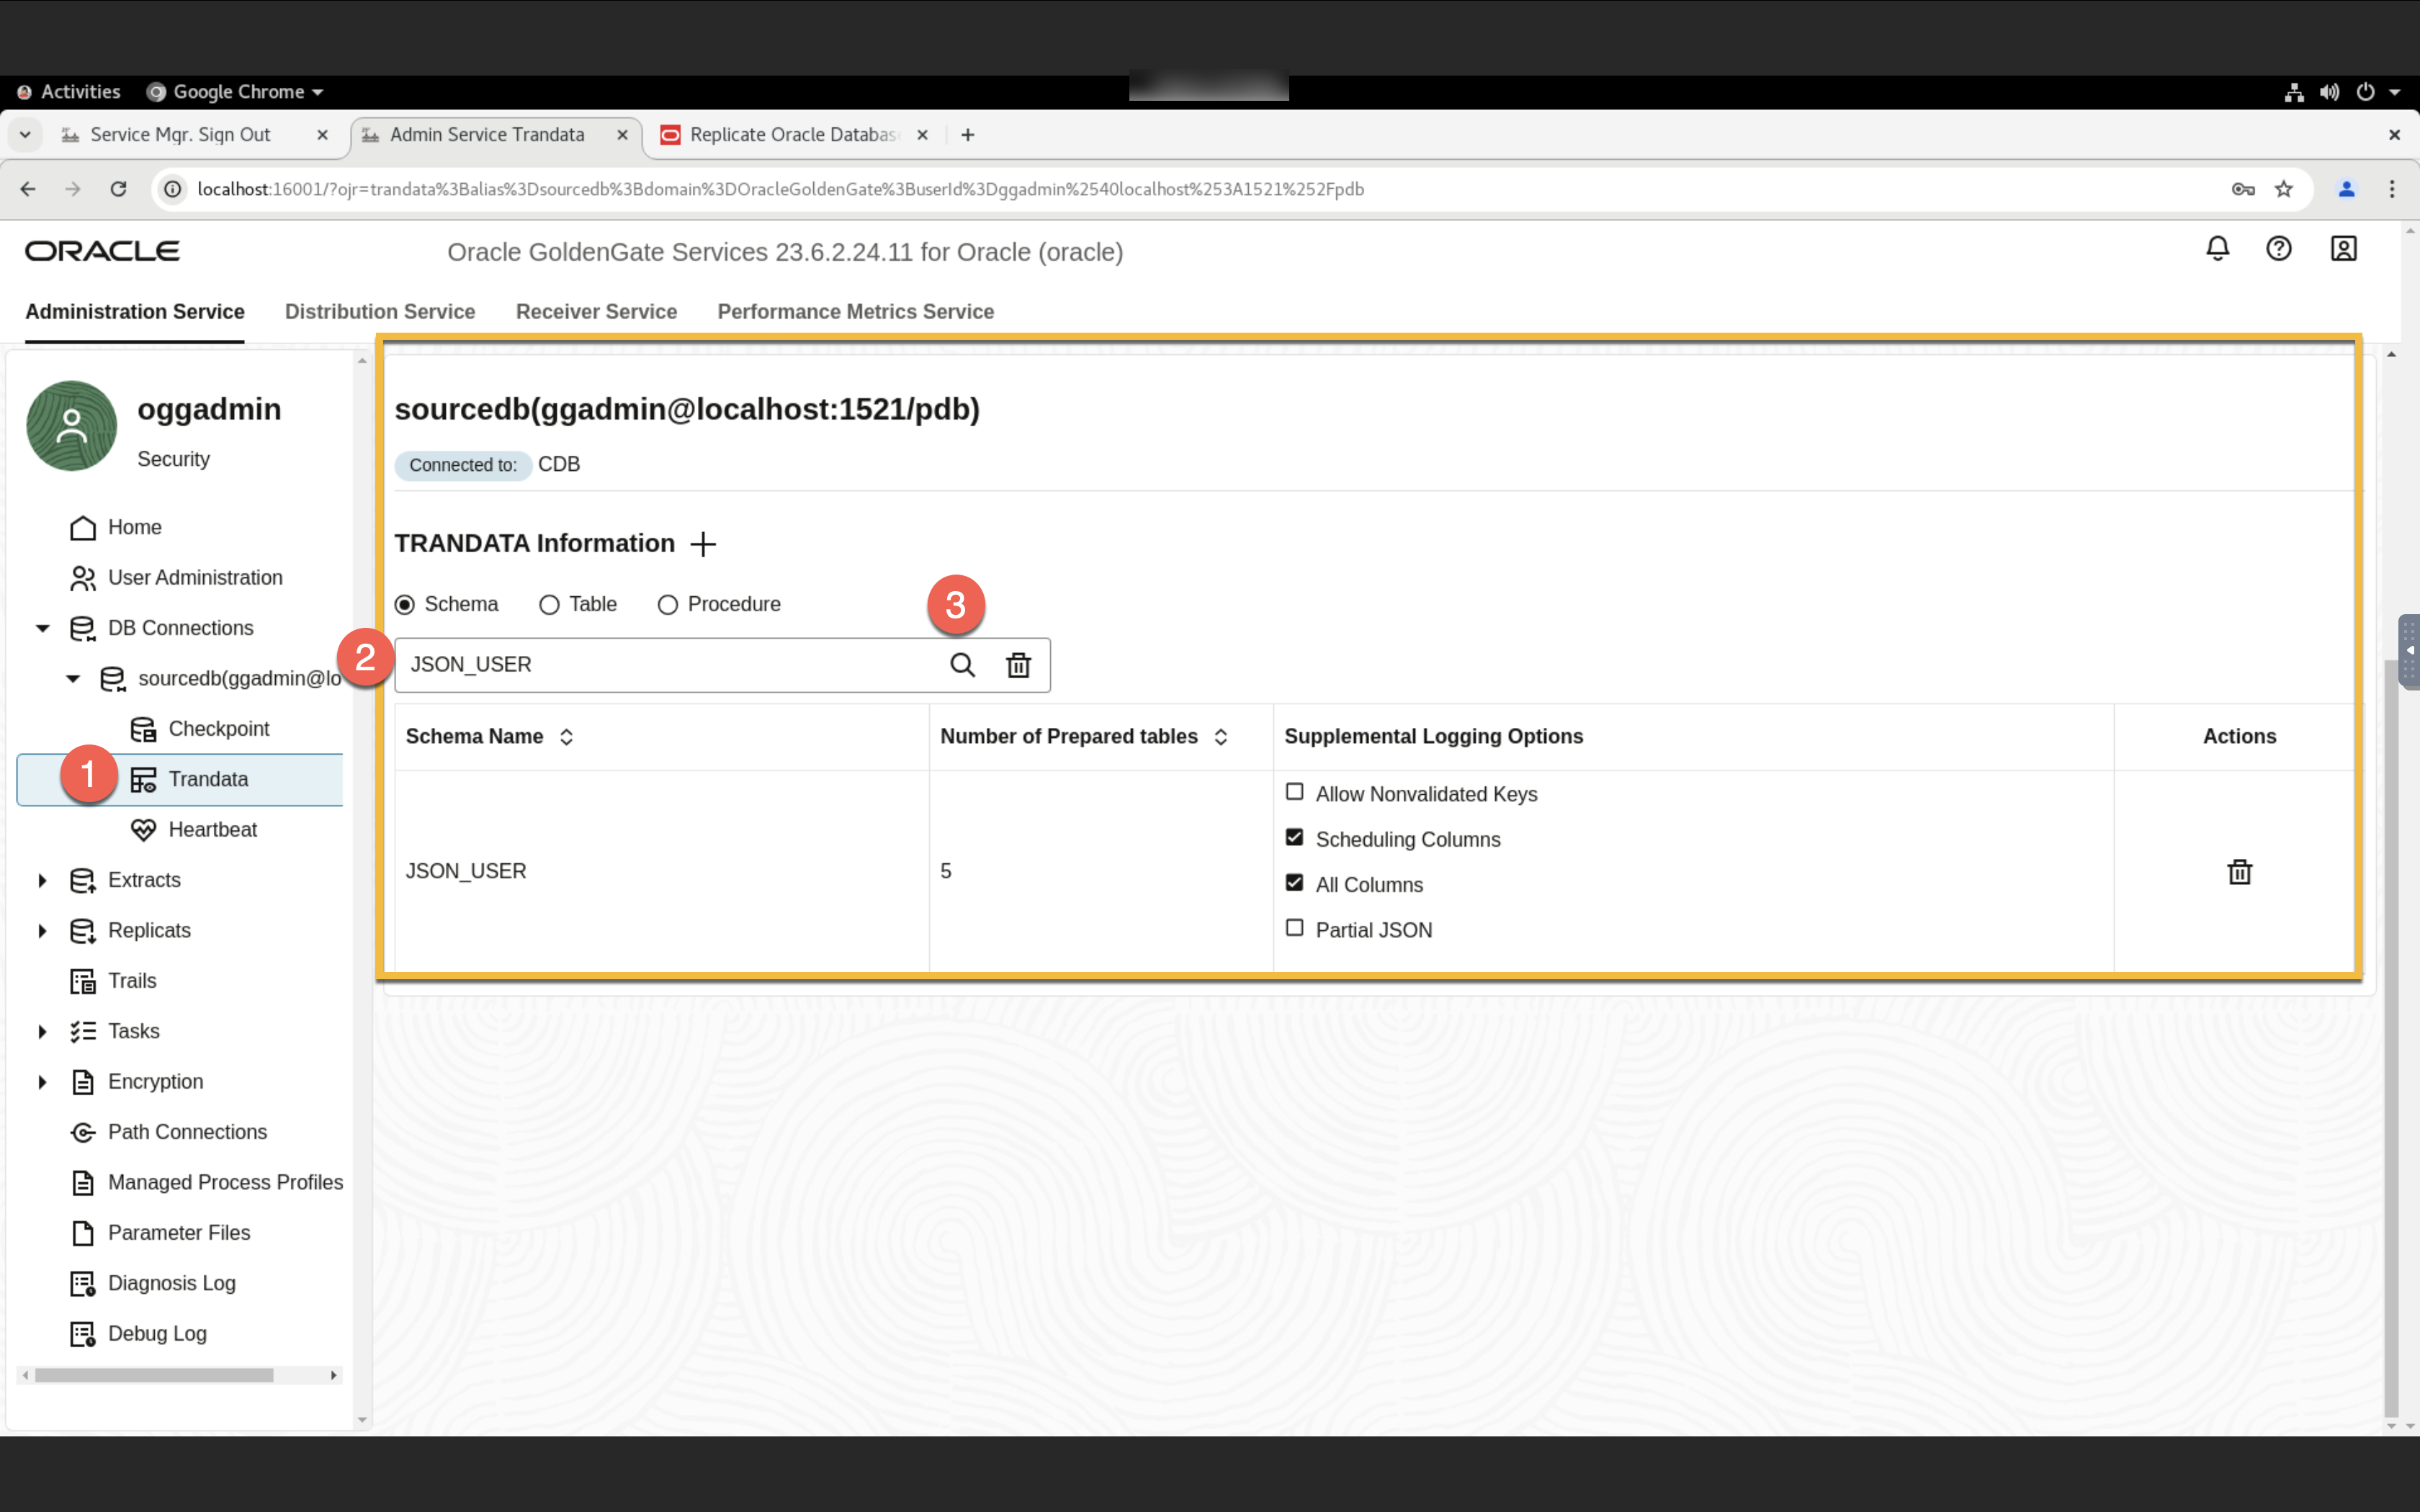 Activities Google Chrome
Service Mgr. Sign Out Admin Service Trandata Replicate Oracle Databas
localhost:16001/?ojr=trandata%3Balias%3Dsourcedb%3Bdomain%3DOracleGoldenGate%3BuserId%3Dggadmin%2540localhost%253A1521%252Fpdb
ORACLE Oracle GoldenGate Services 23.6.2.24.11 for Oracle (oracle)
Administration Service Distribution Service Receiver Service Performance Metrics Service
oggadmin
Security
Home
User Administration
DB Connections
sourcedb(ggadmin@lo
Checkpoint
1 Trandata
Heartbeat
Extracts
Replicats
Trails
Tasks
Encryption
Path Connections
Managed Process Profiles
Parameter Files
Diagnosis Log
Debug Log
sourcedb(ggadmin@localhost:1521/pdb)
Connected to: CDB
TRANDATA Information
Schema Table Procedure 3
2 JSON_USER
Schema Name Number of Prepared tables Supplemental Logging Options Actions
JSON_USER 5
Allow Nonvalidated Keys
Scheduling Columns
All Columns
Partial JSON